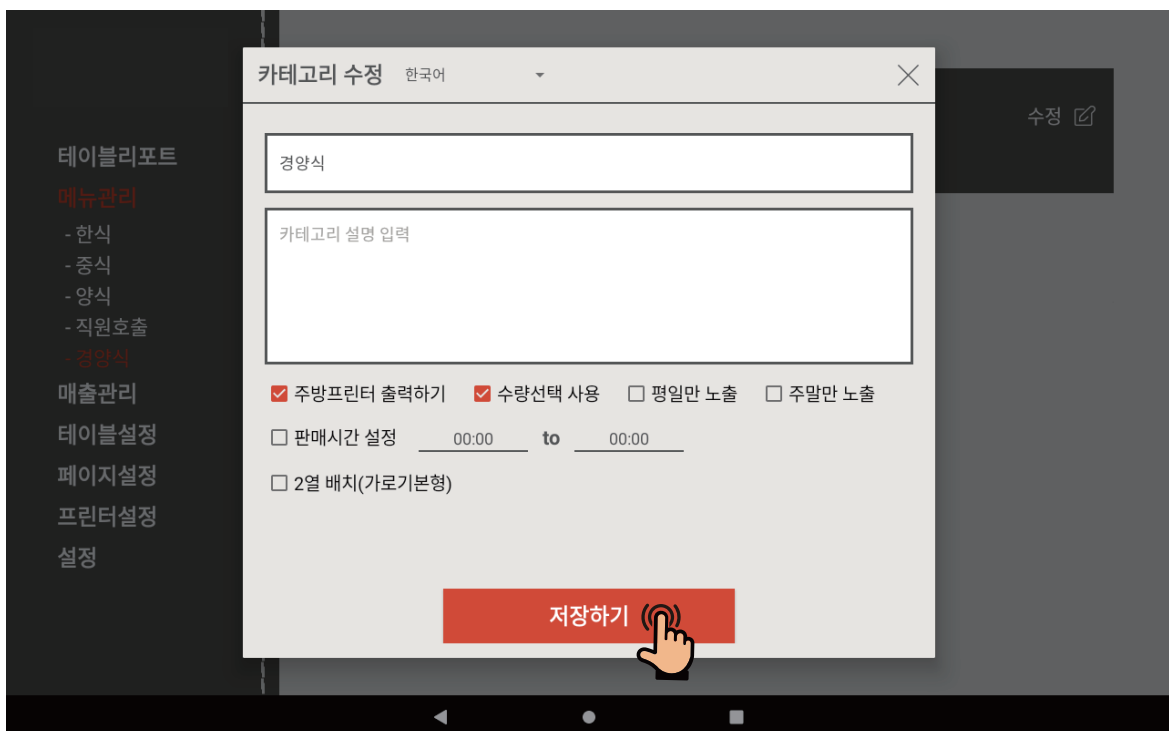 카테고리 수정 한국어
수정
테이블리포트
메뉴관리
- 한식
- 중식
- 양식
- 직원호출
- 경양식
매출관리
테이블설정
페이지설정
프린터설정
설정
경양식
카테고리 설명 입력
주방프린터 출력하기 수량선택 사용 평일만 노출 주말만 노출
판매시간 설정 00:00 to 00:00
2열 배치(가로기본형)
저장하기